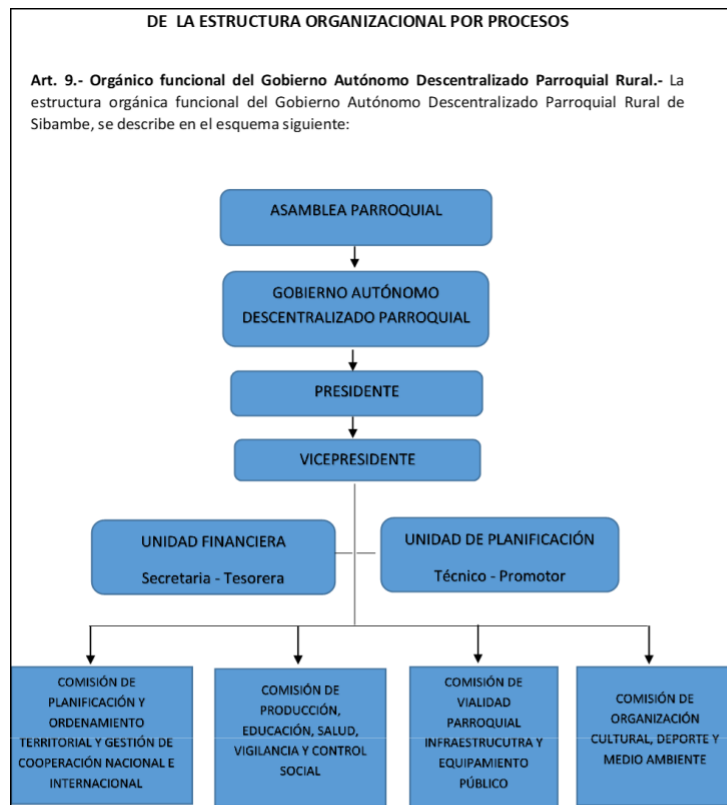 DE LA ESTRUCTURA ORGANIZACIONAL POR PROCESOS
Art. 9.- Orgánico funcional del Gobierno Autónomo Descentralizado Parroquial Rural.- La
estructura orgánica funcional del Gobierno Autónomo Descentralizado Parroquial Rural de
Sibambe, se describe en el esquema siguiente:
ASAMBLEA PARROQUIAL
GOBIERNO AUTÓNOMO
DESCENTRALIZADO PARROQUIAL
PRESIDENTE
VICEPRESIDENTE
UNIDAD FINANCIERA
Secretaria - Tesorera
UNIDAD DE PLANIFICACIÓN
Técnico - Promotor
COMISIÓN DE
PLANIFICACIÓN Y
ORDENAMIENTO
TERRITORIAL Y GESTIÓN DE
COOPERACIÓN NACIONAL E
INTERNACIONAL
COMISIÓN DE
PRODUCCIÓN,
EDUCACIÓN, SALUD,
VIGILANCIA Y CONTROL
SOCIAL
COMISIÓN DE
VIALIDAD
PARROQUIAL
INFRAESTRUCUTRA Y
EQUIPAMIENTO
PÚBLICO
COMISIÓN DE
ORGANIZACIÓN
CULTURAL, DEPORTE Y
MEDIO AMBIENTE